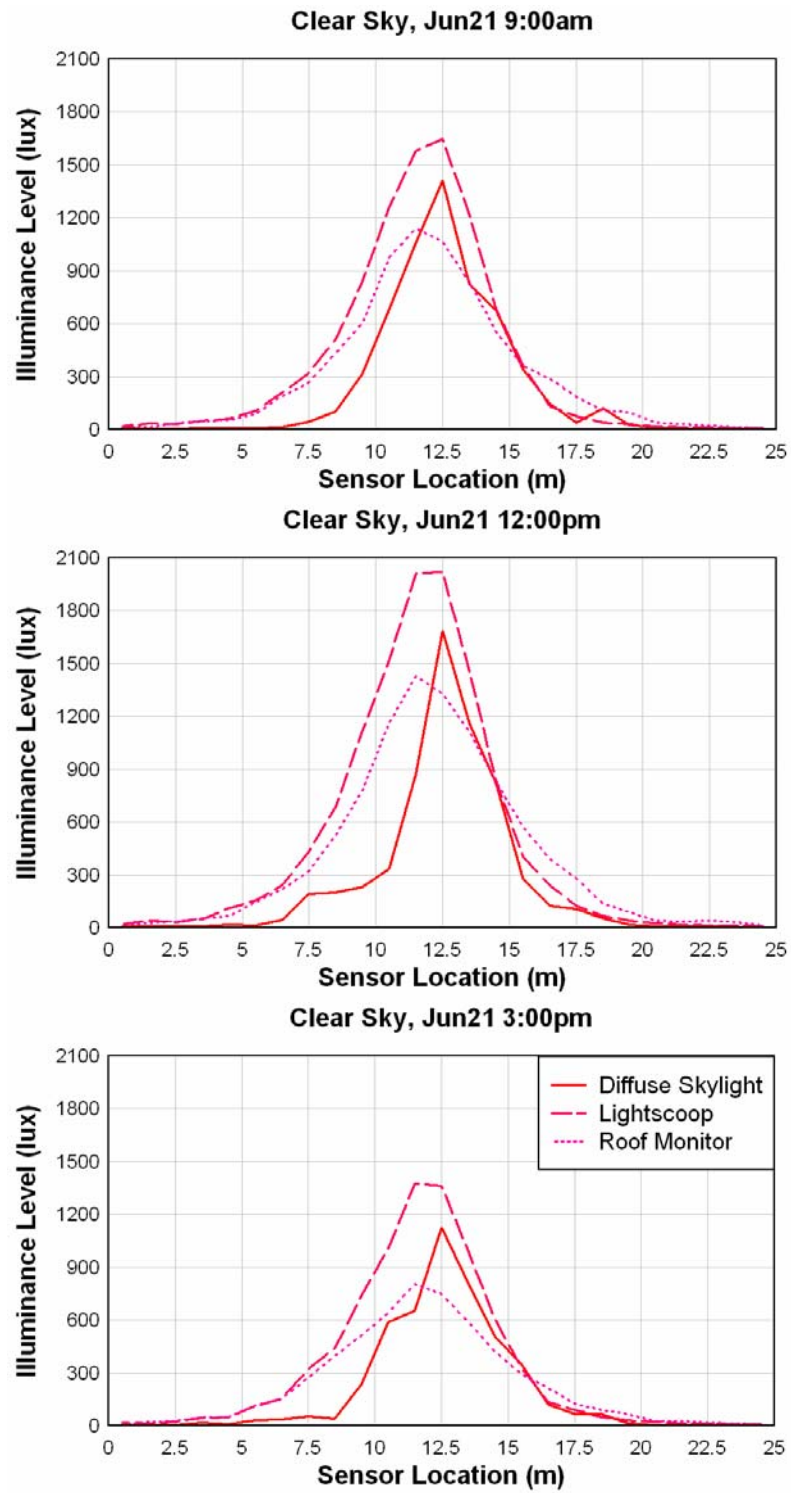 Clear Sky, Jun21 9:00am
Illuminance Level (lux)
2100
1800
1500
1200
900
600
300
0
0 2.5 5 7.5 10 12.5 15 17.5 20 22.5 25
Sensor Location (m)
Clear Sky, Jun21 12:00pm
Illuminance Level (lux)
2100
1800
1500
1200
900
600
300
0
0 2.5 5 7.5 10 12.5 15 17.5 20 22.5 25
Sensor Location (m)
Clear Sky, Jun21 3:00pm
Illuminance Level (lux)
2100
1800
1500
1200
900
600
300
0
Diffuse Skylight
Lightscoop
Roof Monitor
0 2.5 5 7.5 10 12.5 15 17.5 20 22.5 25
Sensor Location (m)